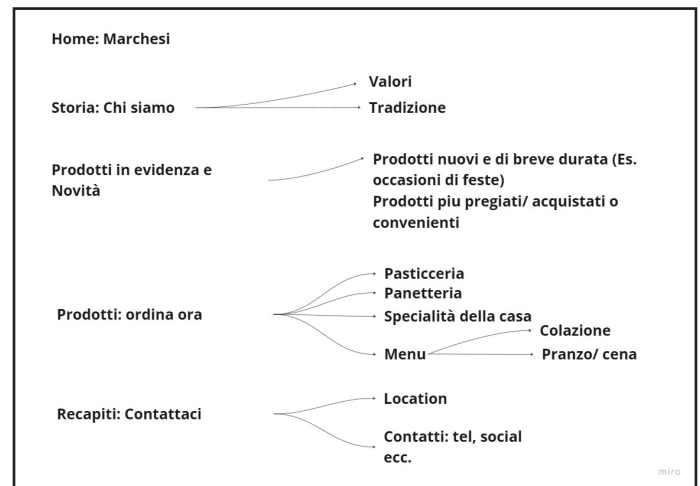 Home: Marchesi
Storia: Chi siamo
Valori
Tradizione
Prodotti in evidenza e
Novità
Prodotti nuovi e di breve durata (Es.
occasioni di feste)
Prodotti piu pregiati/ acquistati o
convenienti
Prodotti: ordina ora
Pasticceria
Panetteria
Specialità della casa
Menu
Colazione
Pranzo/ cena
Recapiti: Contattaci
Location
Contatti: tel, social
ecc.
miro